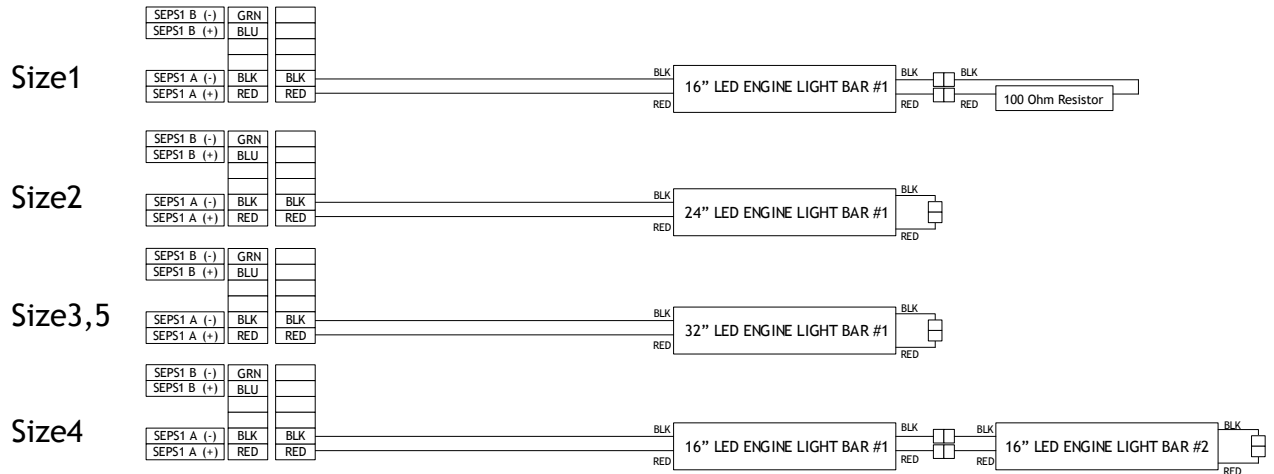 SEPS1 B (-) GRN
SEPS1 B (+) BLU
Size1
SEPS1 A (-) BLK BLK BLK 16” LED ENGINE LIGHT BAR #1 BLK BLK
SEPS1 A (+) RED RED RED RED RED 100 Ohm Resistor
SEPS1 B (-) GRN
SEPS1 B (+) BLU
Size2
SEPS1 A (-) BLK BLK BLK 24” LED ENGINE LIGHT BAR #1 BLK
SEPS1 A (+) RED RED RED RED
SEPS1 B (-) GRN
SEPS1 B (+) BLU
Size3,5
SEPS1 A (-) BLK BLK BLK 32” LED ENGINE LIGHT BAR #1 BLK
SEPS1 A (+) RED RED RED RED
SEPS1 B (-) GRN
SEPS1 B (+) BLU
Size4
SEPS1 A (-) BLK BLK BLK 16” LED ENGINE LIGHT BAR #1 BLK BLK 16” LED ENGINE LIGHT BAR #2 BLK
SEPS1 A (+) RED RED RED RED RED RED